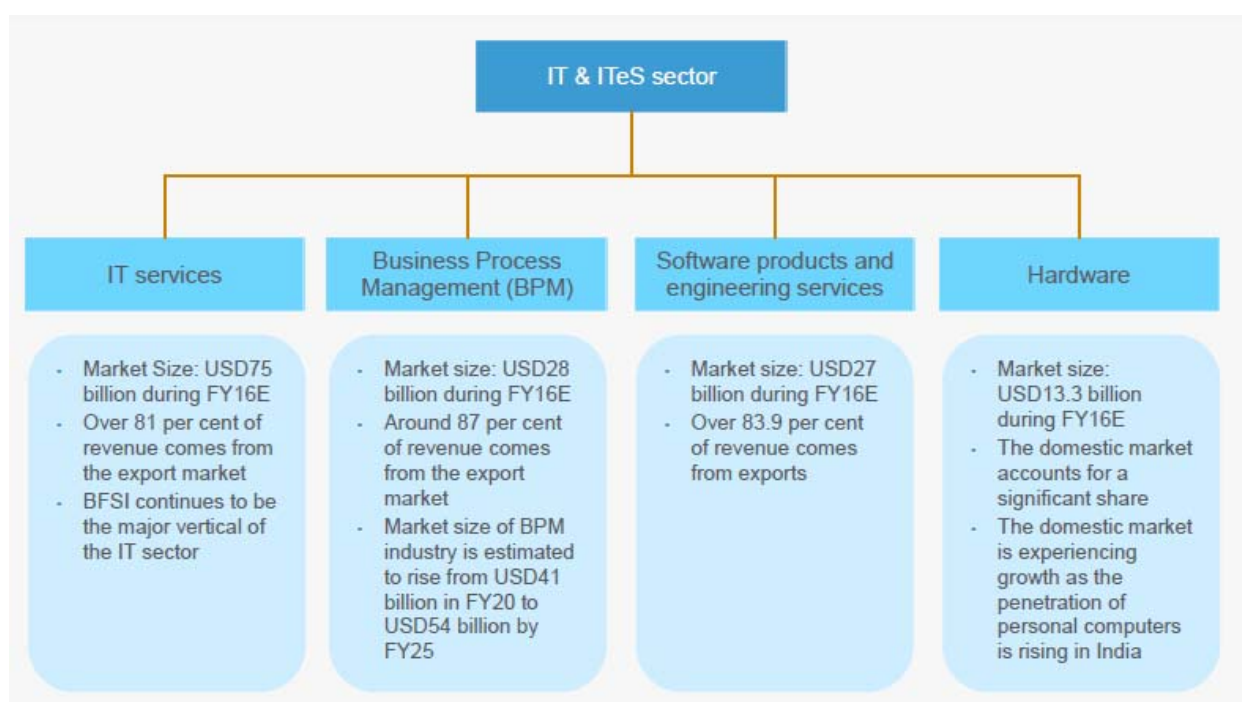 IT & ITeS sector
IT services
Business Process
Management (BPM)
Software products and
engineering services
Hardware
- Market Size: USD75
billion during FY16E
- Over 81 per cent of
revenue comes from
the export market
- BFSI continues to be
the major vertical of
the IT sector
- Market size: USD28
billion during FY16E
- Around 87 per cent
of revenue comes
from the export
market
- Market size of BPM
industry is estimated
to rise from USD41
billion in FY20 to
USD54 billion by
FY25
- Market size: USD27
billion during FY16E
- Over 83.9 per cent
of revenue comes
from exports
- Market size:
USD13.3 billion
during FY16E
- The domestic market
accounts for a
significant share
- The domestic market
is experiencing
growth as the
penetration of
personal computers
is rising in India